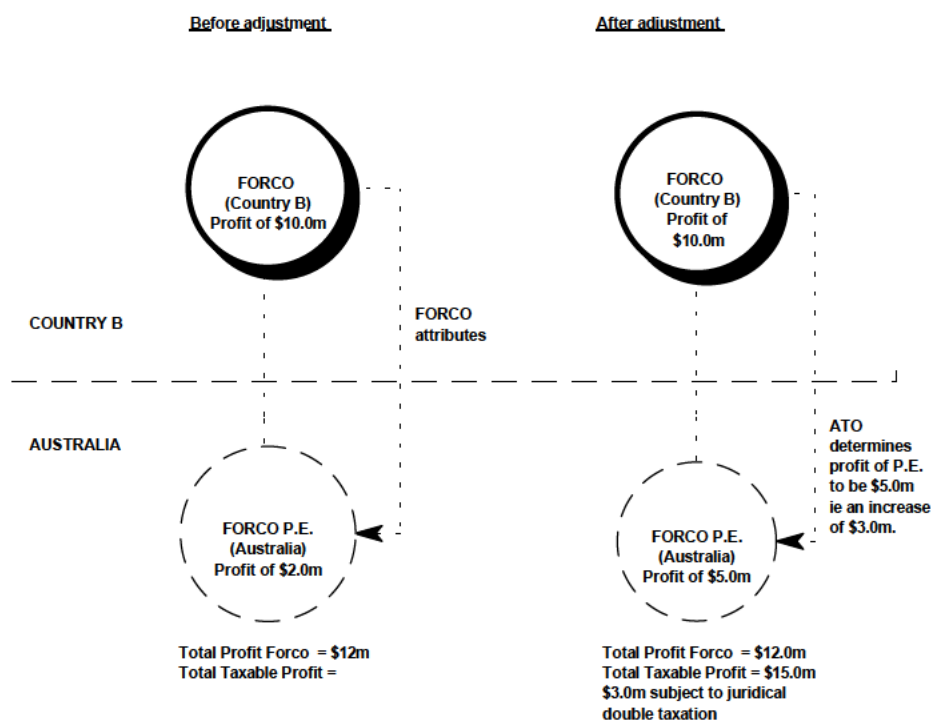 Before adjustment
After adjustment
FORCO
(Country B)
Profit of $10.0m
FORCO
(Country B)
Profit of
$10.0m
COUNTRY B
FORCO
attributes
AUSTRALIA
ATO
determines
profit of P.E.
to be $5.0m
ie an increase
of $3.0m.
FORCO P.E.
(Australia)
Profit of $2.0m
FORCO P.E.
(Australia)
Profit of $5.0m
Total Profit Forco = $12m
Total Taxable Profit =
Total Profit Forco = $12.0m
Total Taxable Profit = $15.0m
$3.0m subject to juridical
double taxation